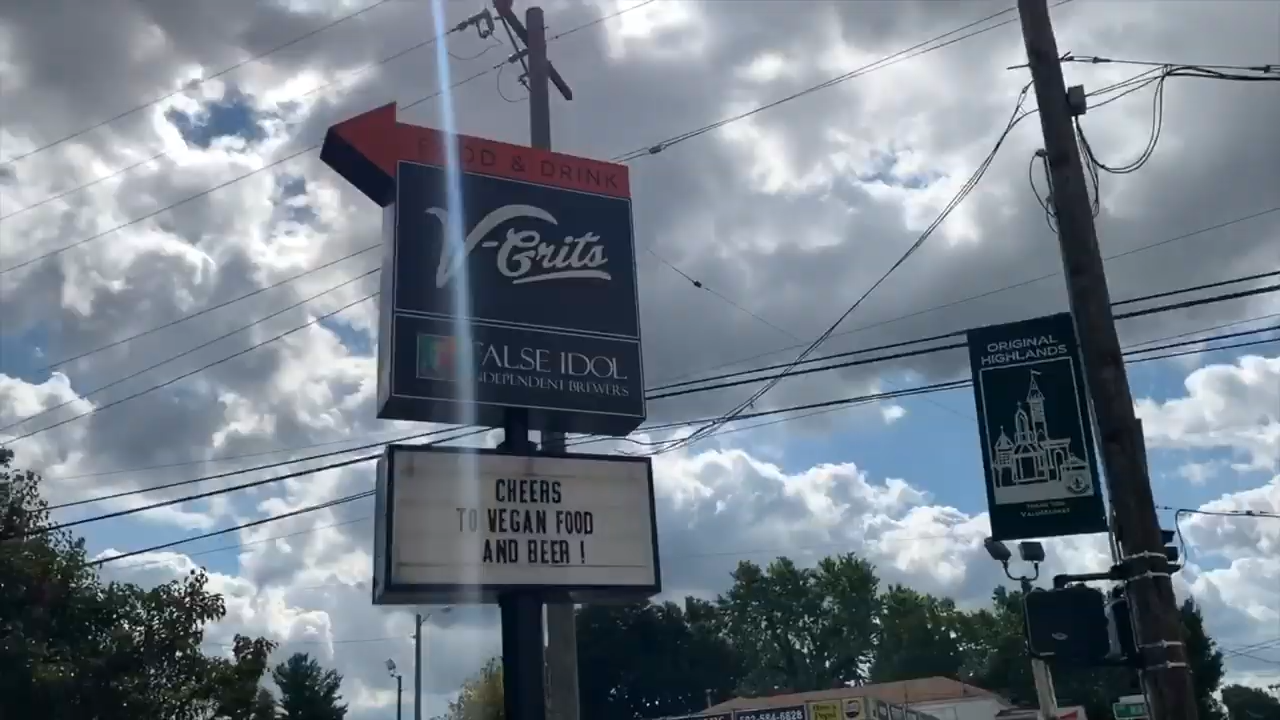 FOOD & DRINK
V-Grits
FALSE IDOL
INDEPENDENT BREWERS
CHEERS
TO VEGAN FOOD
AND BEER !
ORIGINAL
HIGHLANDS